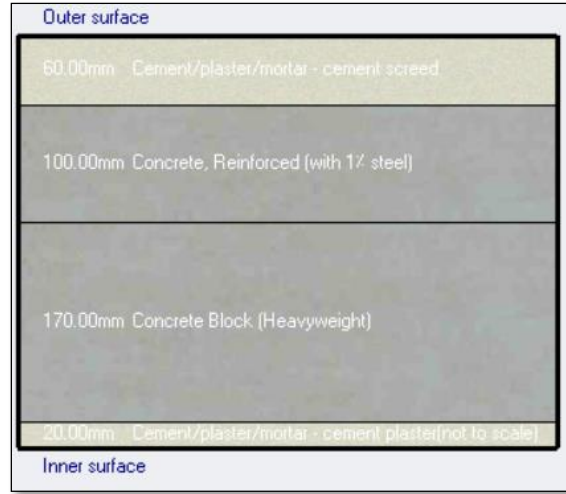 Outer surface
60.00mm Cement/plaster/mortar - cement screed
100.00mm Concrete, Reinforced (with 1% steel)
170.00mm Concrete Block (Heavyweight)
20.00mm Cement/plaster/mortar - cement plaster(not to scale)
Inner surface